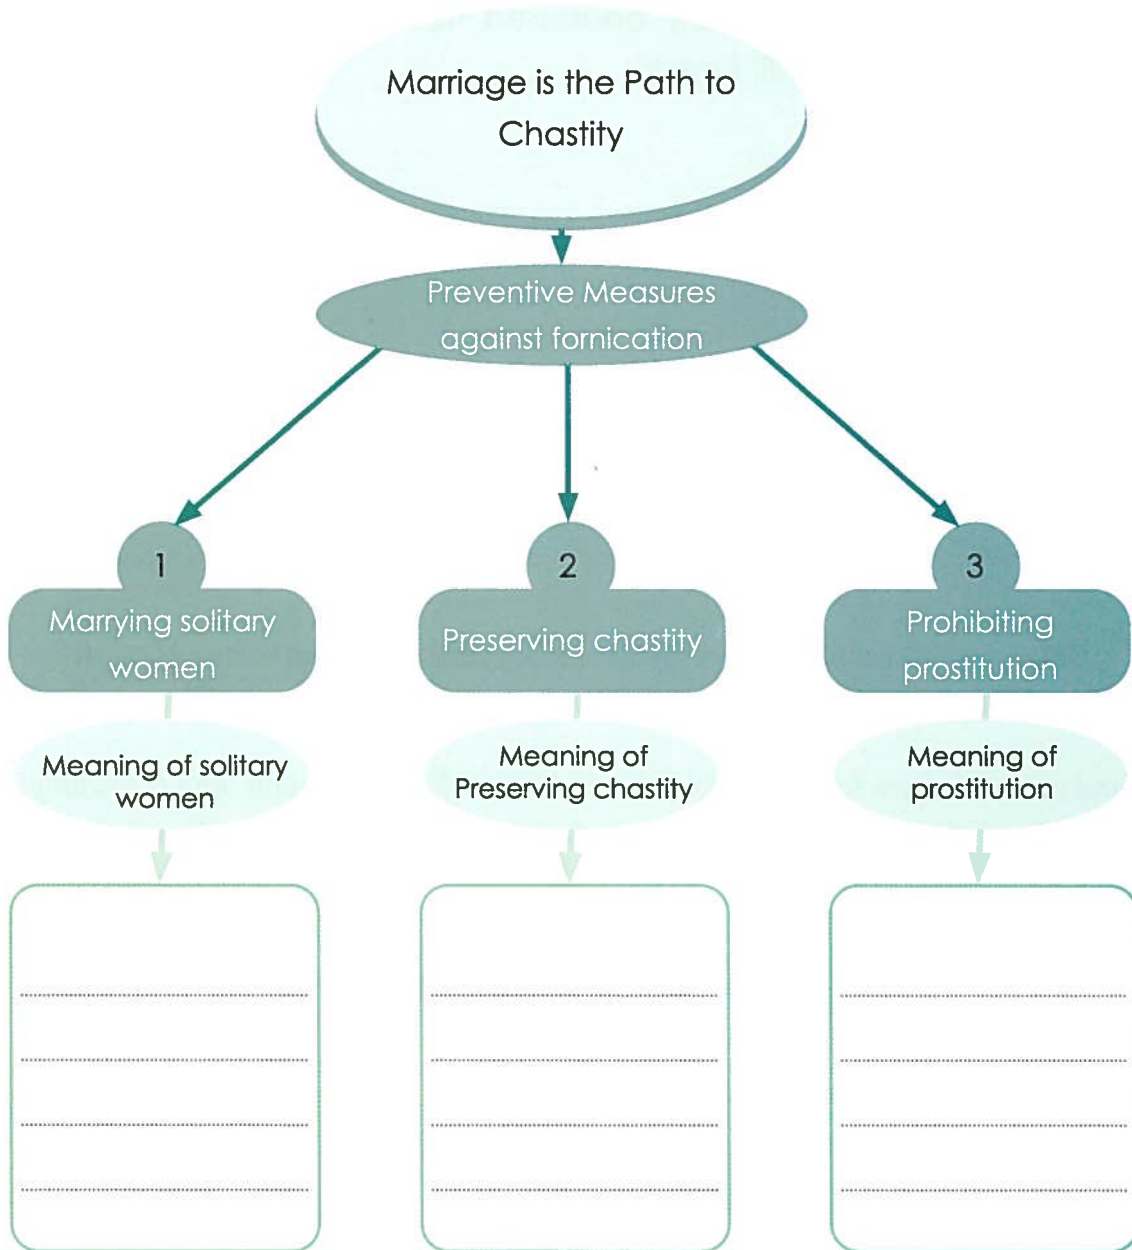 Marriage is the Path to
Chastity
Preventive Measures
against fornication
1
Marrying solitary
women
Meaning of solitary
women
2
Preserving chastity
Meaning of
Preserving chastity
3
Prohibiting
prostitution
Meaning of
prostitution